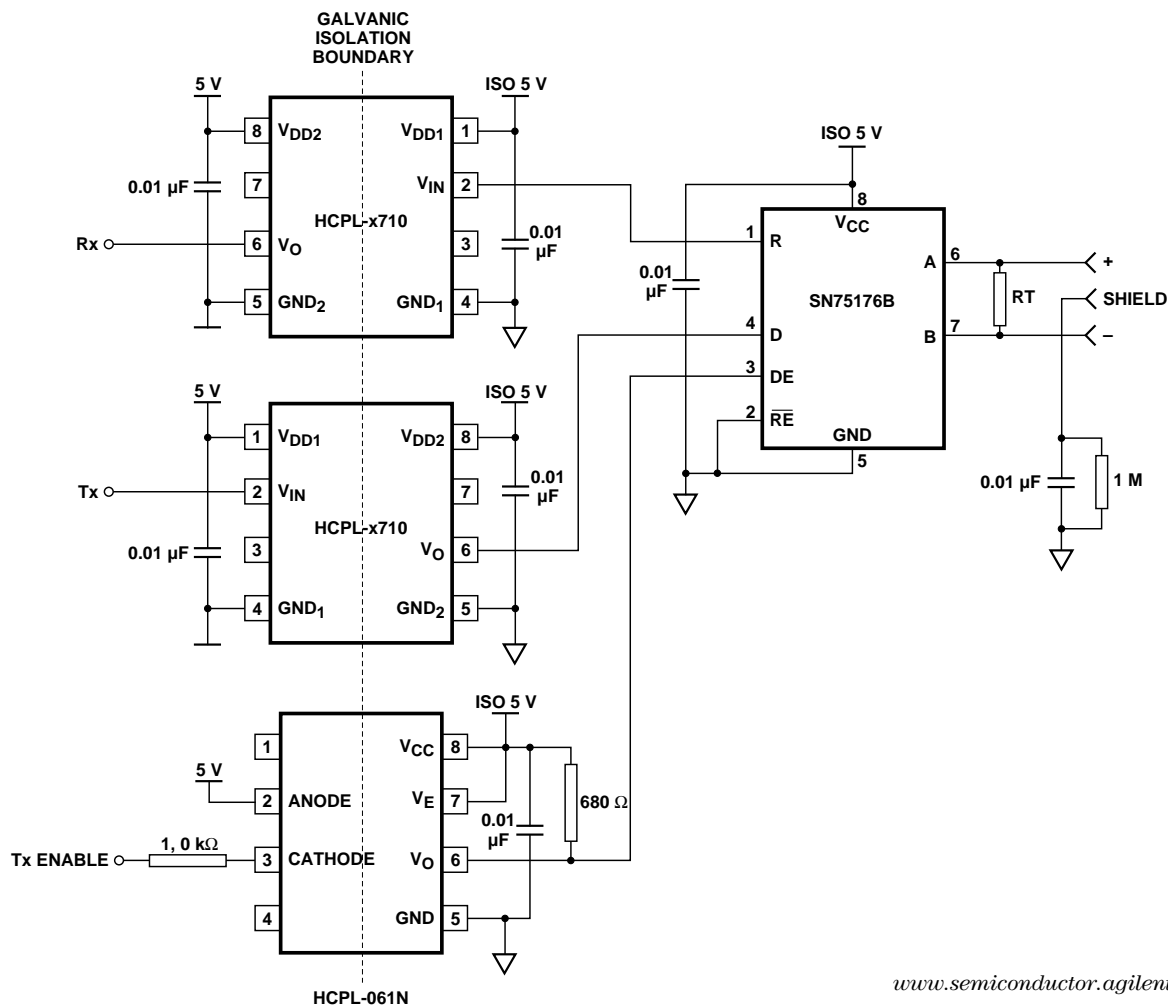 GALVANIC
ISOLATION
BOUNDARY
5 V
ISO 5 V
8
VDD2
VDD1
1
0.01 µF
7
VIN
2
HCPL-x710
Rx
6
VO
3
0.01
µF
5
GND2
GND1
4
5 V
ISO 5 V
1
VDD1
VDD2
8
Tx
2
VIN
7
0.01
µF
HCPL-x710
0.01 µF
3
VO
6
4
GND1
GND2
5
ISO 5 V
1
VCC
8
5 V
2
ANODE
VE
7
680 Ω
0.01
µF
1, 0 kΩ
Tx ENABLE
3
CATHODE
VO
6
4
GND
5
HCPL-061N
ISO 5 V
8
VCC
1
R
0.01
µF
A
6
+
SN75176B
RT
SHIELD
4
D
B
7
–
3
DE
2
RE
GND
5
0.01 µF
1 M
www.semiconductor.agilen